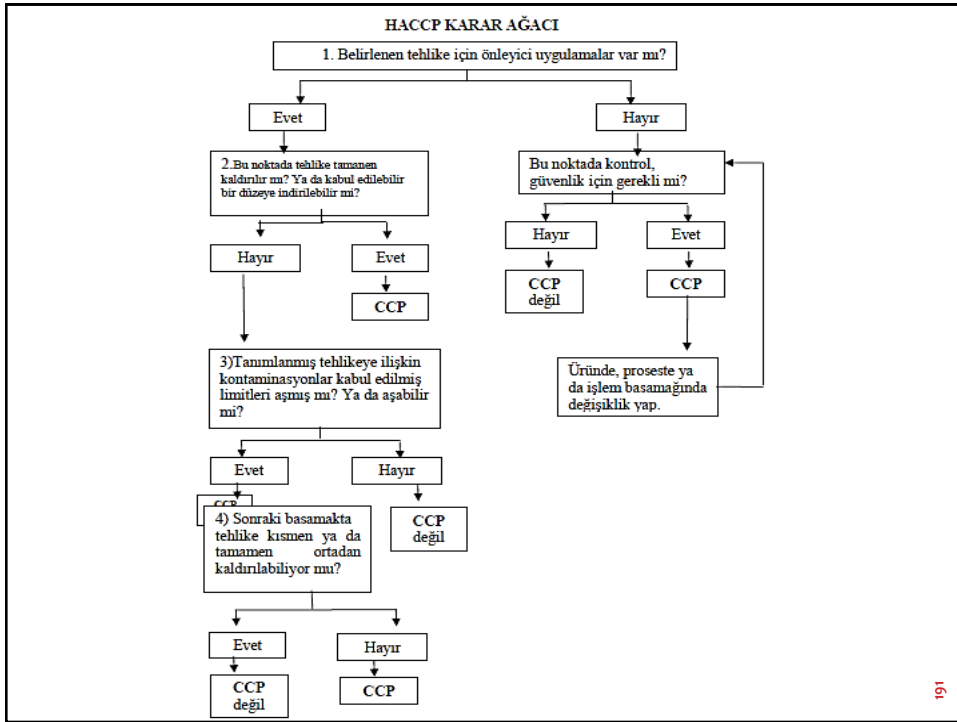 HACCP KARAR AĞACI
1. Belirlenen tehlike için önleyici uygulamalar var mı?
Evet
Hayır
2.Bu noktada tehlike tamanen
kaldırılır mı? Ya da kabul edilebilir
bir düzeye indirilebilir mi?
Bu noktada kontrol,
güvenlik için gerekli mi?
Hayır
Evet
CCP
Hayır
Evet
CCP
değil
CCP
3)Tanımlanmış tehlikeye ilişkin
kontaminasyonlar kabul edilmiş
limitleri aşmış mı? Ya da aşabilir
mi?
Üründe, proseste ya
da işlem basamağında
değişiklik yap.
Evet
Hayır
CCP
CCP
değil
4) Sonraki basamakta
tehlike kısmen ya da
tamamen ortadan
kaldırılabiliyor mu?
Evet
Hayır
CCP
değil
CCP
191